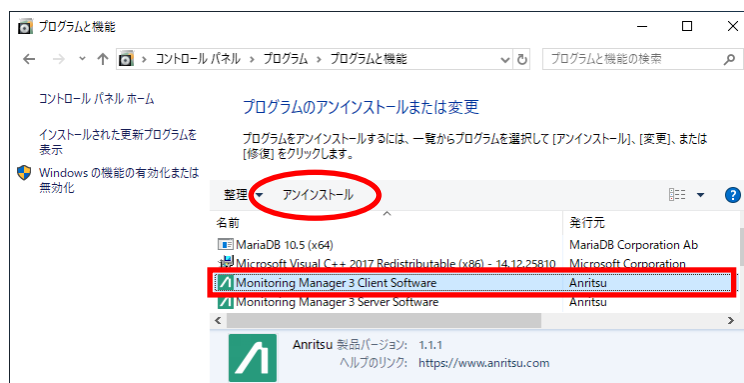 プログラムと機能
コントロール パネル › プログラム › プログラムと機能
プログラムと機能の検索
コントロール パネル ホーム
インストールされた更新プログラムを
表示
Windows の機能の有効化または
無効化
プログラムのアンインストールまたは変更
プログラムをアンインストールするには、一覧からプログラムを選択して [アンインストール]、[変更]、または
[修復] をクリックします。
整理 アンインストール
名前 発行元
MariaDB 10.5 (x64) MariaDB Corporation Ab
Microsoft Visual C++ 2017 Redistributable (x86) - 14.12.25810 Microsoft Corporation
Monitoring Manager 3 Client Software Anritsu
Monitoring Manager 3 Server Software Anritsu
Anritsu 製品バージョン: 1.1.1
ヘルプのリンク: https://www.anritsu.com